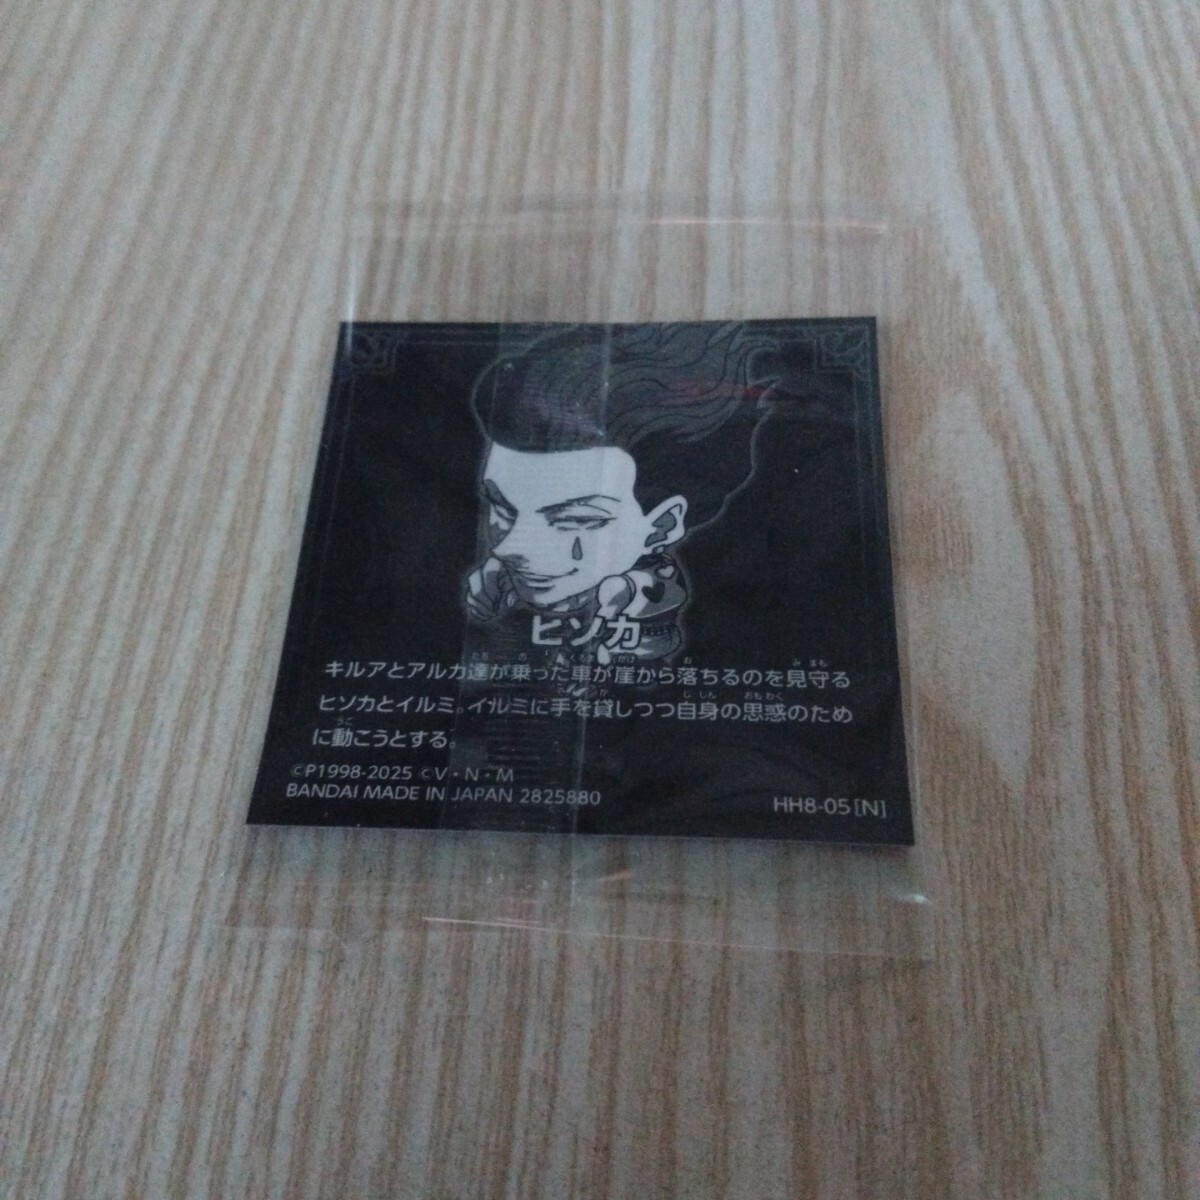 ヒソカ
キルアとアルカ達が乗った車が崖から落ちるのを見守る
ヒソカとイルミ。イルミに手を貸しつつ自身の思惑のため
に動こうとする。
©P1998-2025 ©V・N・M
BANDAI MADE IN JAPAN 2825880
HH8-05[N]